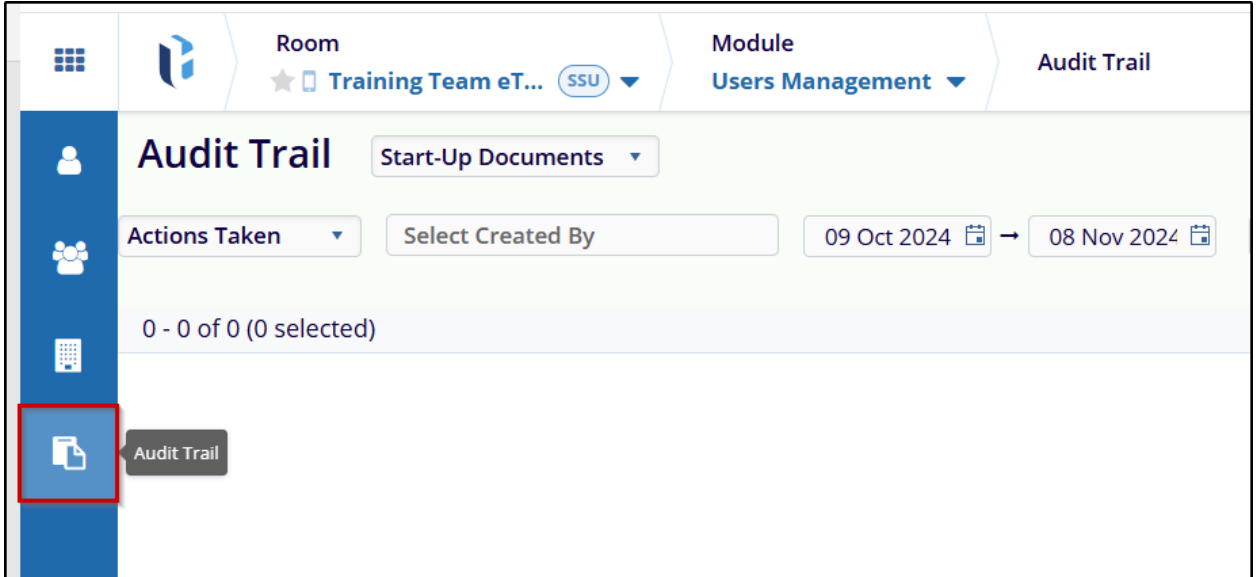 Room
Training Team eT... SSU
Module
Users Management
Audit Trail
Audit Trail
Start-Up Documents
Actions Taken
Select Created By
09 Oct 2024 → 08 Nov 2024
0 - 0 of 0 (0 selected)
Audit Trail